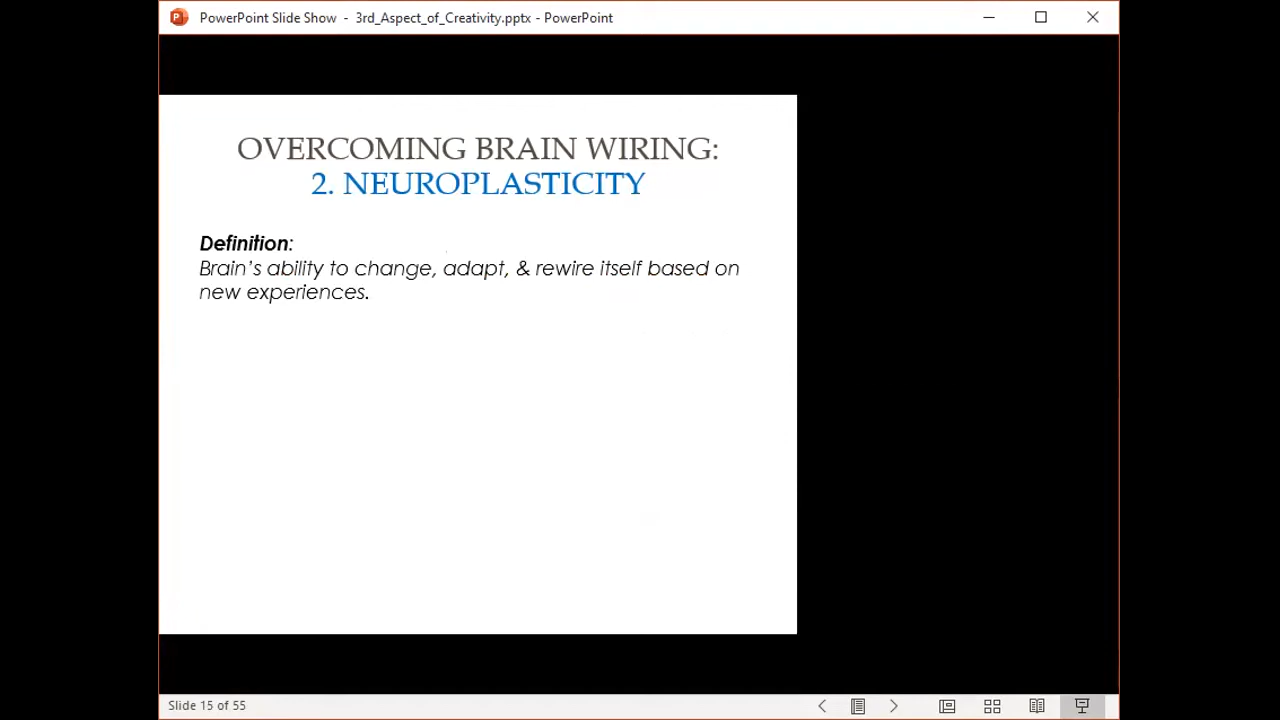 PowerPoint Slide Show - 3rd_Aspect_of_Creativity.pptx - PowerPoint
OVERCOMING BRAIN WIRING:
2. NEUROPLASTICITY
Definition:
Brain’s ability to change, adapt, & rewire itself based on
new experiences.
Slide 15 of 55